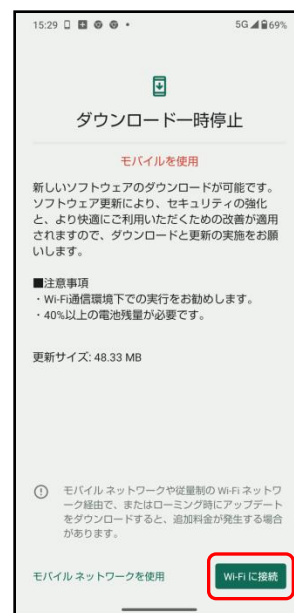 15:29 5G 69%
ダウンロード一時停止
モバイルを使用
新しいソフトウェアのダウンロードが可能です。
ソフトウェア更新により、セキュリティの強化
と、より快適にご利用いただくための改善が適用
されますので、ダウンロードと更新の実施をお願
いします。
■注意事項
・Wi-Fi通信環境下での実行をお勧めします。
・40%以上の電池残量が必要です。
更新サイズ: 48.33 MB
モバイル ネットワークや従量制の Wi-Fi ネットワ
ーク経由で、またはローミング時にアップデート
をダウンロードすると、追加料金が発生する場合
があります。
モバイル ネットワークを使用
Wi-Fi に接続